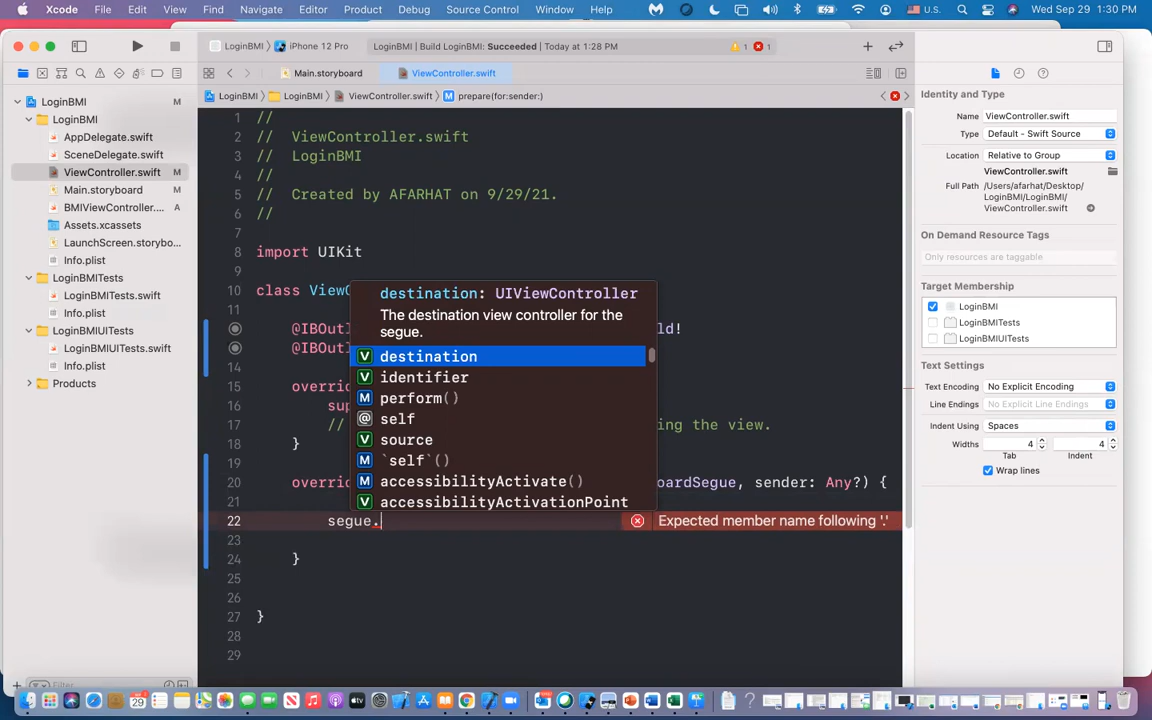 Xcode File Edit View Find Navigate Editor Product Debug Source Control Window Help U.S. Wed Sep 29 1:30 PM
LoginBMI iPhone 12 Pro LoginBMI | Build LoginBMI: Succeeded | Today at 1:28 PM 1 1
Main.storyboard ViewController.swift
LoginBMI LoginBMI ViewController.swift M prepare(for:sender:)
LoginBMI M
LoginBMI
AppDelegate.swift
SceneDelegate.swift
ViewController.swift M
Main.storyboard M
BMIViewController.... A
Assets.xcassets
LaunchScreen.storybo...
Info.plist
LoginBMITests
LoginBMITests.swift
Info.plist
LoginBMIUITests
LoginBMIUITests.swift
Info.plist
Products
Filter
1 //
2 // ViewController.swift
3 // LoginBMI
4 //
5 // Created by AFARHAT on 9/29/21.
6 //
7
8 import UIKit
9
10 class ViewC
11
@IBOutl ld!
@IBOutl
14
15 overric
16 sup
17 // ng the view.
18 }
19
20 overric oardSegue, sender: Any?) {
21
22 segue. Expected member name following '.'
23
24 }
25
26
27 }
28
29
destination: UIViewController
The destination view controller for the
segue.
V destination
V identifier
M perform()
@ self
V source
M `self`()
M accessibilityActivate()
V accessibilityActivationPoint
Identity and Type
Name ViewController.swift
Type Default - Swift Source
Location Relative to Group
ViewController.swift
Full Path /Users/afarhat/Desktop/
LoginBMI/LoginBMI/
ViewController.swift
On Demand Resource Tags
Only resources are taggable
Target Membership
LoginBMI
LoginBMITests
LoginBMIUITests
Text Settings
Text Encoding No Explicit Encoding
Line Endings No Explicit Line Endings
Indent Using Spaces
Widths 4 4
Tab Indent
Wrap lines